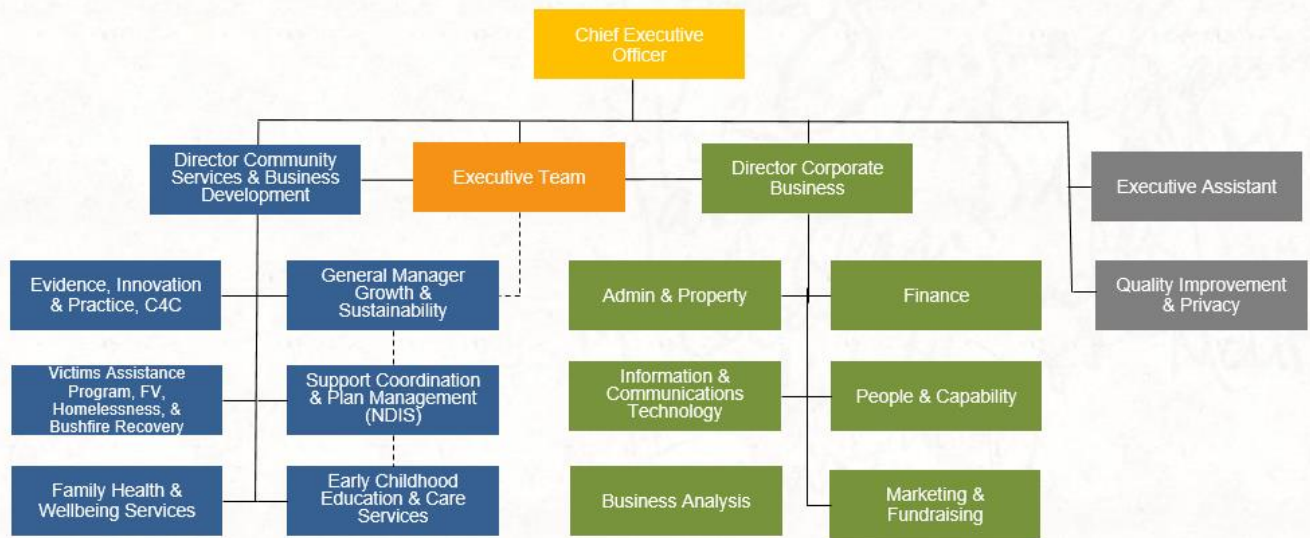 Chief Executive
Officer
Director Community
Services & Business
Development
Executive Team
Director Corporate
Business
Executive Assistant
Quality Improvement
& Privacy
Evidence, Innovation
& Practice, C4C
General Manager
Growth &
Sustainability
Admin & Property
Finance
Victims Assistance
Program, FV,
Homelessness, &
Bushfire Recovery
Support Coordination
& Plan Management
(NDIS)
Information &
Communications
Technology
People & Capability
Family Health &
Wellbeing Services
Early Childhood
Education & Care
Services
Business Analysis
Marketing &
Fundraising